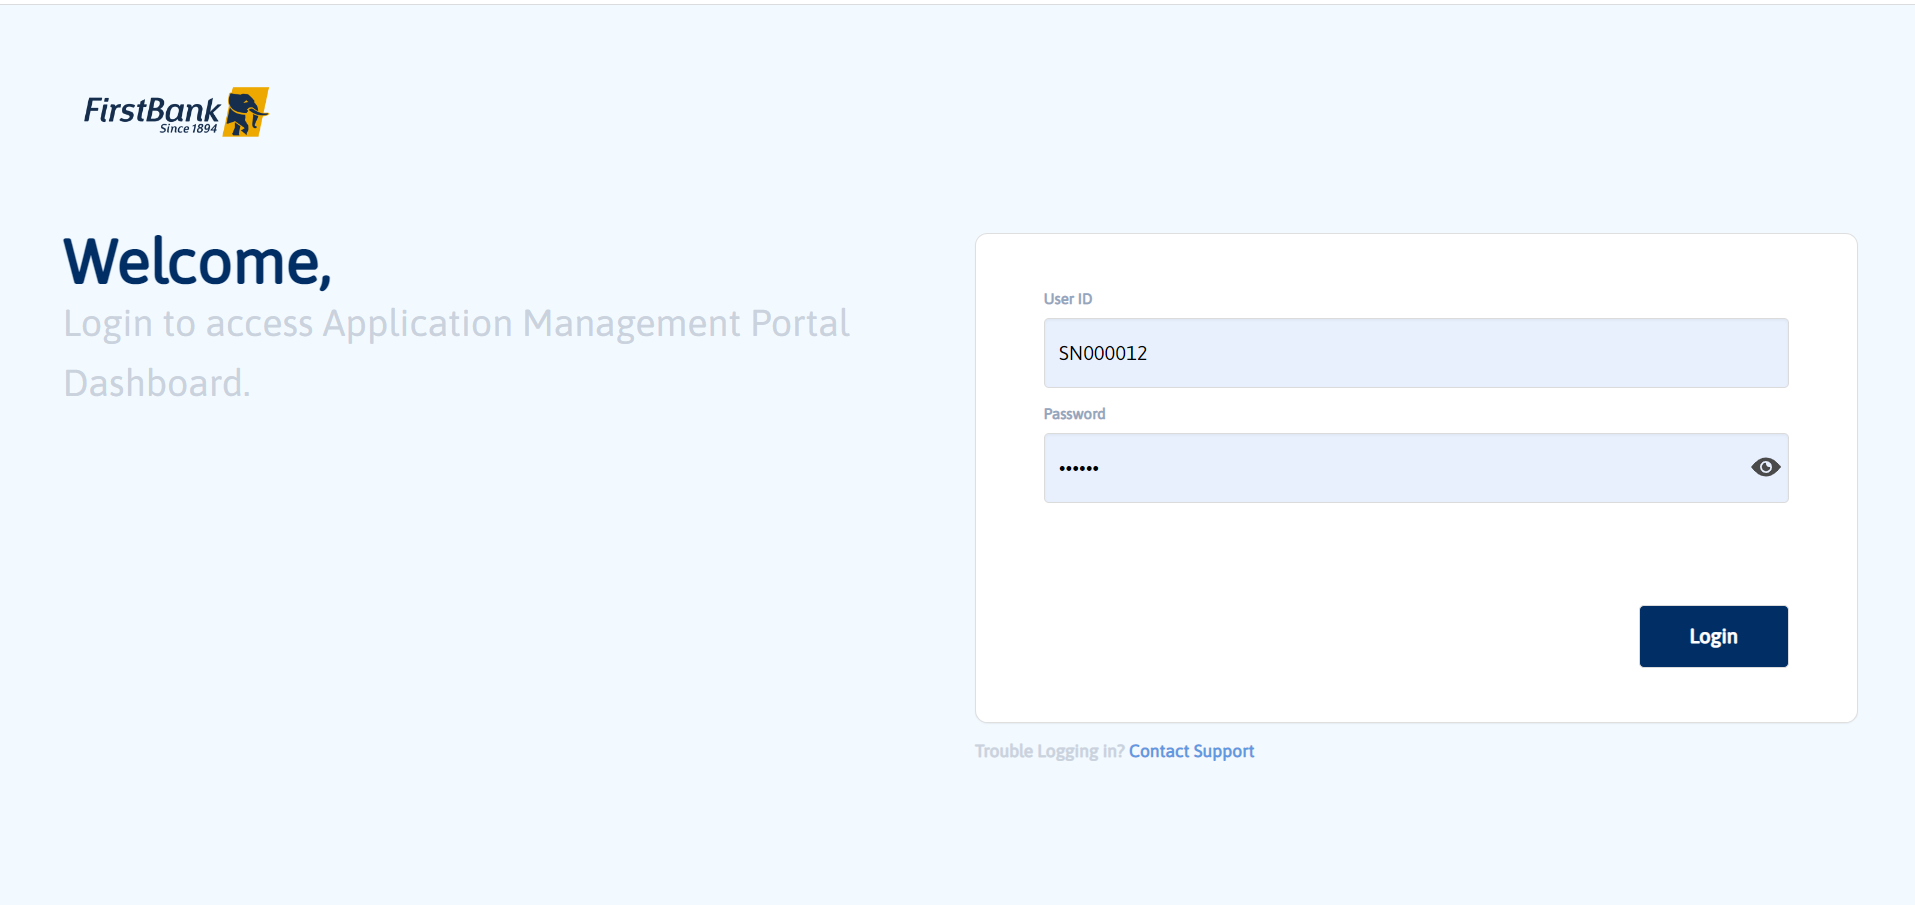 FirstBank
Since 1894
Welcome,
Login to access Application Management Portal
Dashboard.
User ID
SN000012
Password
••••••
Login
Trouble Logging in? Contact Support